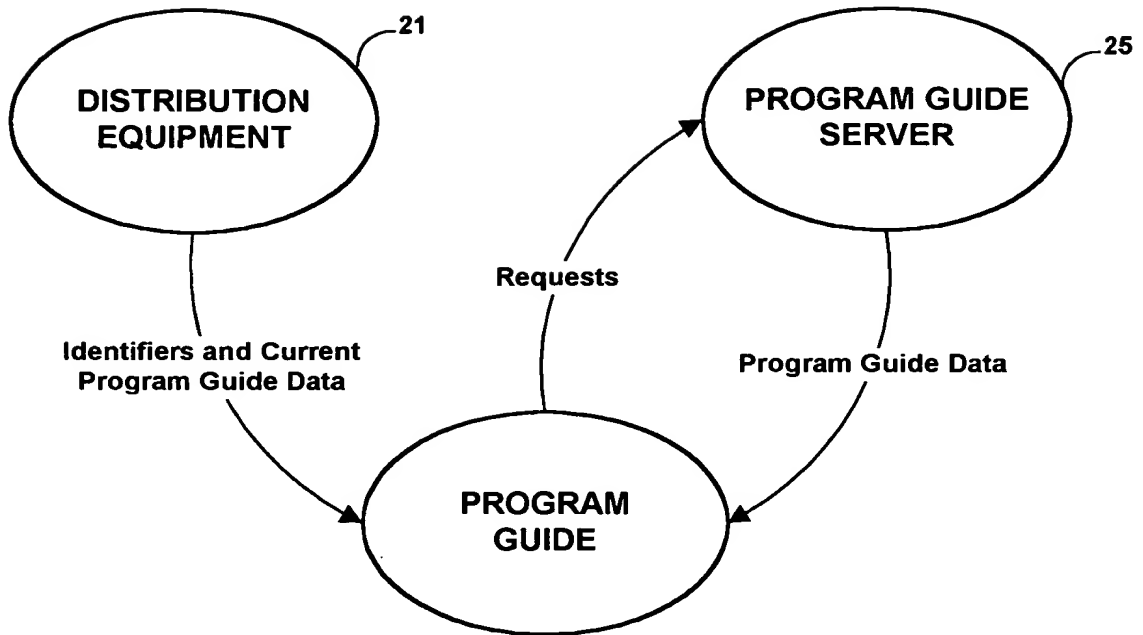 21
DISTRIBUTION
EQUIPMENT
25
PROGRAM GUIDE
SERVER
Requests
Identifiers and Current
Program Guide Data
Program Guide Data
PROGRAM
GUIDE